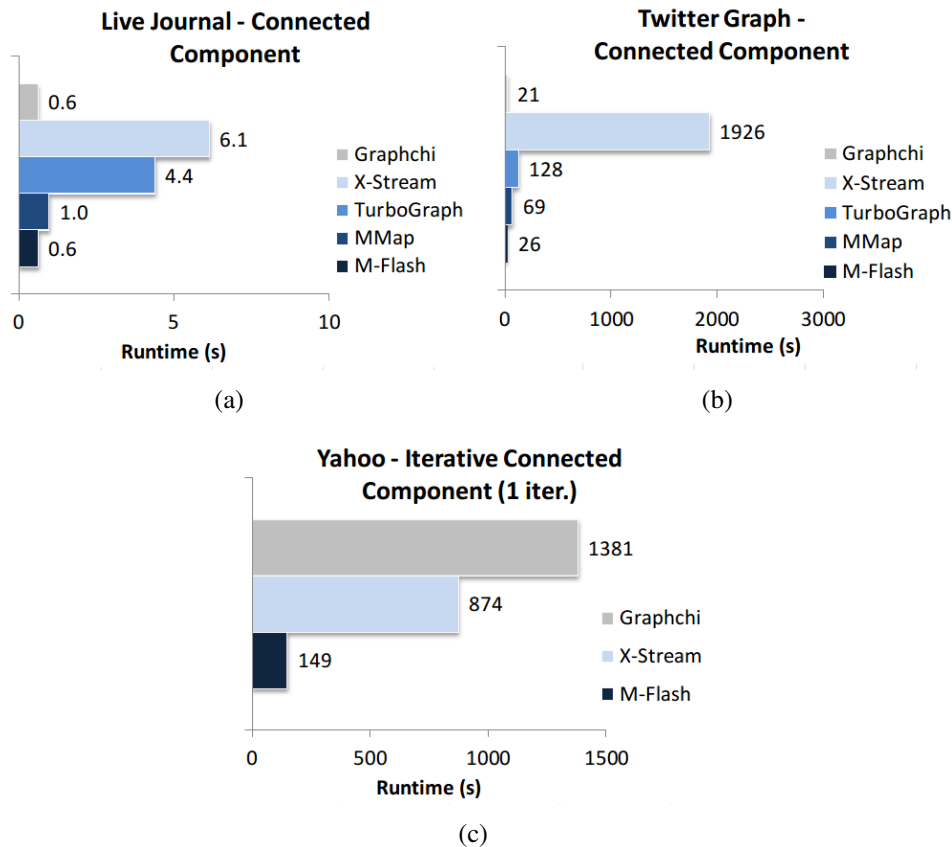 Live Journal - Connected
Component
0.6
6.1
4.4
1.0
0.6
Graphchi
X-Stream
TurboGraph
MMap
M-Flash
0 5 10
Runtime (s)
(a)
Twitter Graph -
Connected Component
21
1926
128
69
26
Graphchi
X-Stream
TurboGraph
MMap
M-Flash
0 1000 2000 3000
Runtime (s)
(b)
Yahoo - Iterative Connected
Component (1 iter.)
1381
874
149
Graphchi
X-Stream
M-Flash
0 500 1000 1500
Runtime (s)
(c)